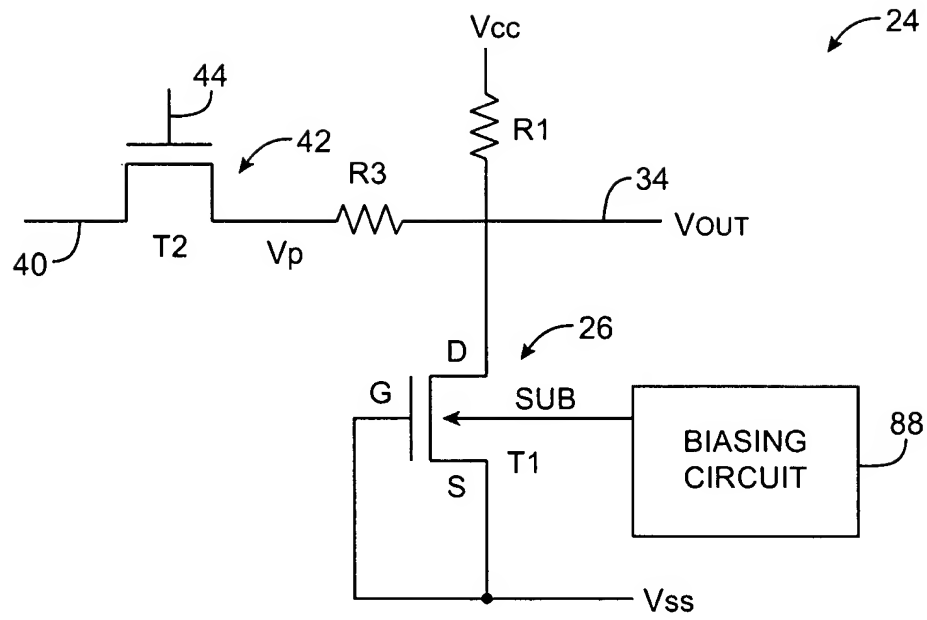 Vcc
24
44
42
R1
R3
34
VOUT
40
T2
Vp
26
D
G
SUB
BIASING
CIRCUIT
88
T1
S
Vss